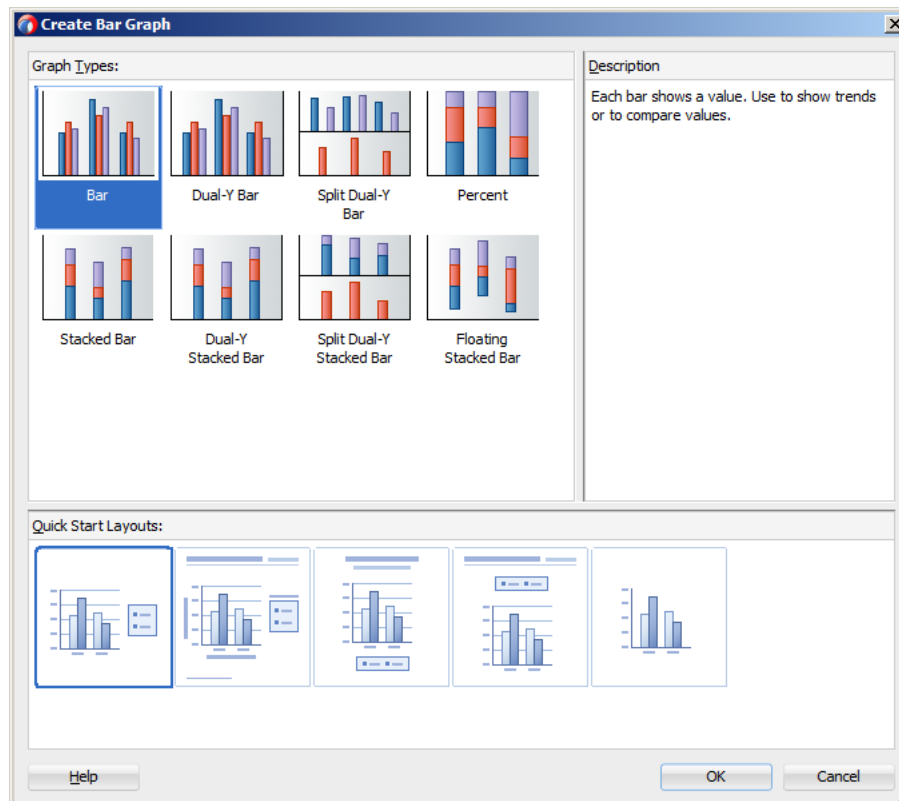 Create Bar Graph
Graph Types:
Bar
Dual-Y Bar
Split Dual-Y
Bar
Percent
Stacked Bar
Dual-Y
Stacked Bar
Split Dual-Y
Stacked Bar
Floating
Stacked Bar
Description
Each bar shows a value. Use to show trends
or to compare values.
Quick Start Layouts:
Help
OK
Cancel